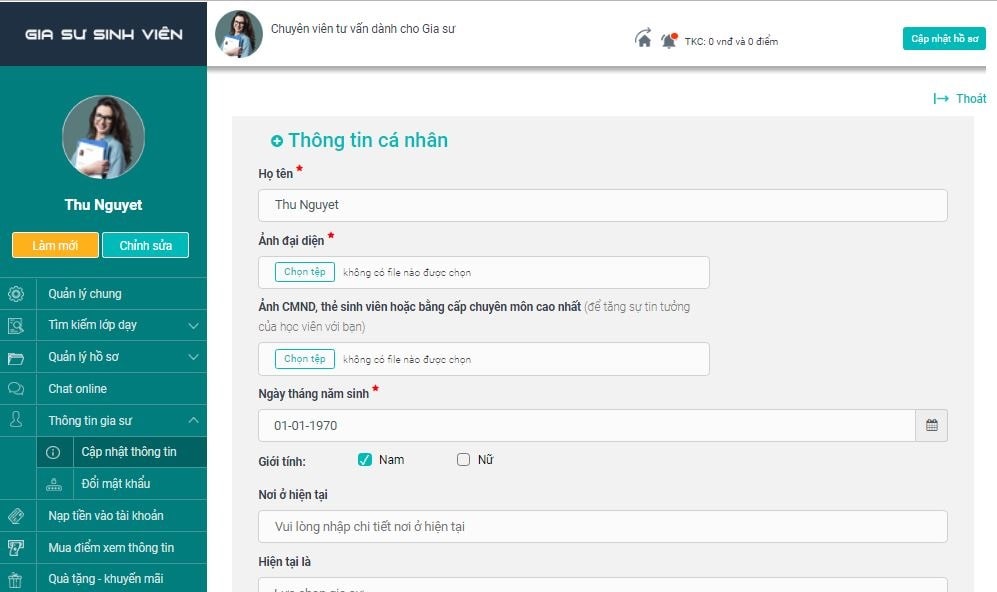 GIA SƯ SINH VIÊN
Chuyên viên tư vấn dành cho Gia sư
TKC: 0 vnđ và 0 điểm
Cập nhật hồ sơ
Thoát
Thu Nguyet
Làm mới
Chỉnh sửa
Quản lý chung
Tìm kiếm lớp dạy
Quản lý hồ sơ
Chat online
Thông tin gia sư
Cập nhật thông tin
Đổi mật khẩu
Nạp tiền vào tài khoản
Mua điểm xem thông tin
Quà tặng - khuyến mãi
Thông tin cá nhân
Họ tên *
Thu Nguyet
Ảnh đại diện *
Chọn tệp không có file nào được chọn
Ảnh CMND, thẻ sinh viên hoặc bằng cấp chuyên môn cao nhất (để tăng sự tin tưởng
của học viên với bạn)
Chọn tệp không có file nào được chọn
Ngày tháng năm sinh *
01-01-1970
Giới tính: Nam Nữ
Nơi ở hiện tại
Vui lòng nhập chi tiết nơi ở hiện tại
Hiện tại là